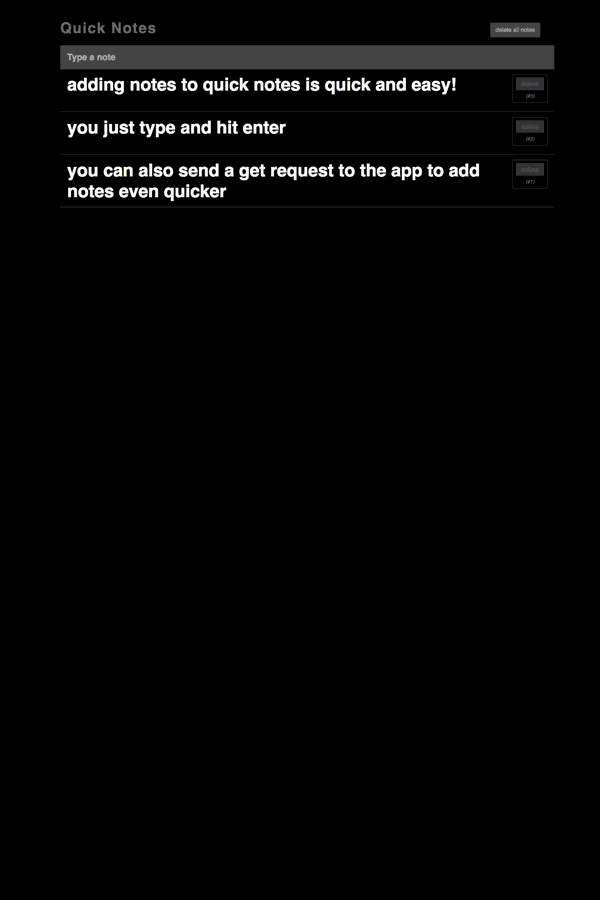 Quick Notes
delete all notes
Type a note
adding notes to quick notes is quick and easy!
delete
(#3)
you just type and hit enter
delete
(#2)
you can also send a get request to the app to add
notes even quicker
delete
(#1)